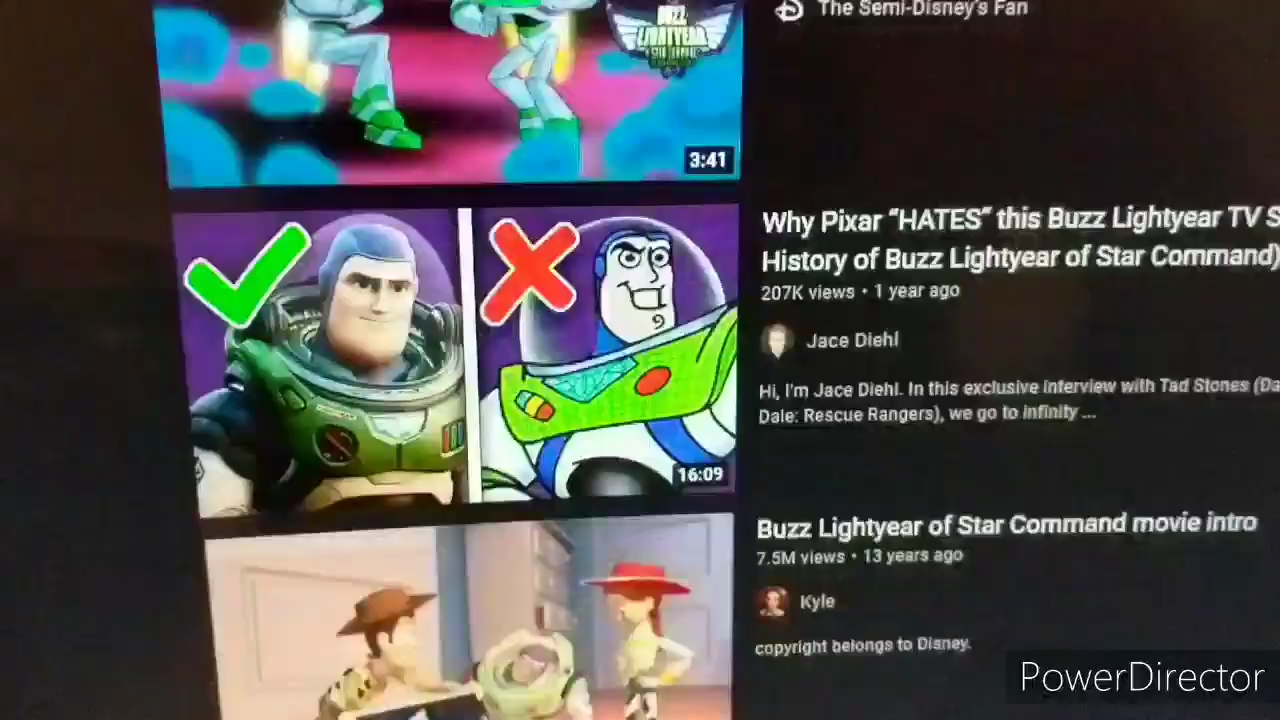 The Semi-Disney's Fan
BUZZ
LIGHTYEAR
3:41
Why Pixar “HATES” this Buzz Lightyear TV S
History of Buzz Lightyear of Star Command)
207K views • 1 year ago
Jace Diehl
Hi, I'm Jace Diehl. In this exclusive interview with Tad Stones (Da
Dale: Rescue Rangers), we go to infinity ...
16:09
Buzz Lightyear of Star Command movie intro
7.5M views • 13 years ago
Kyle
copyright belongs to Disney.
PowerDirector